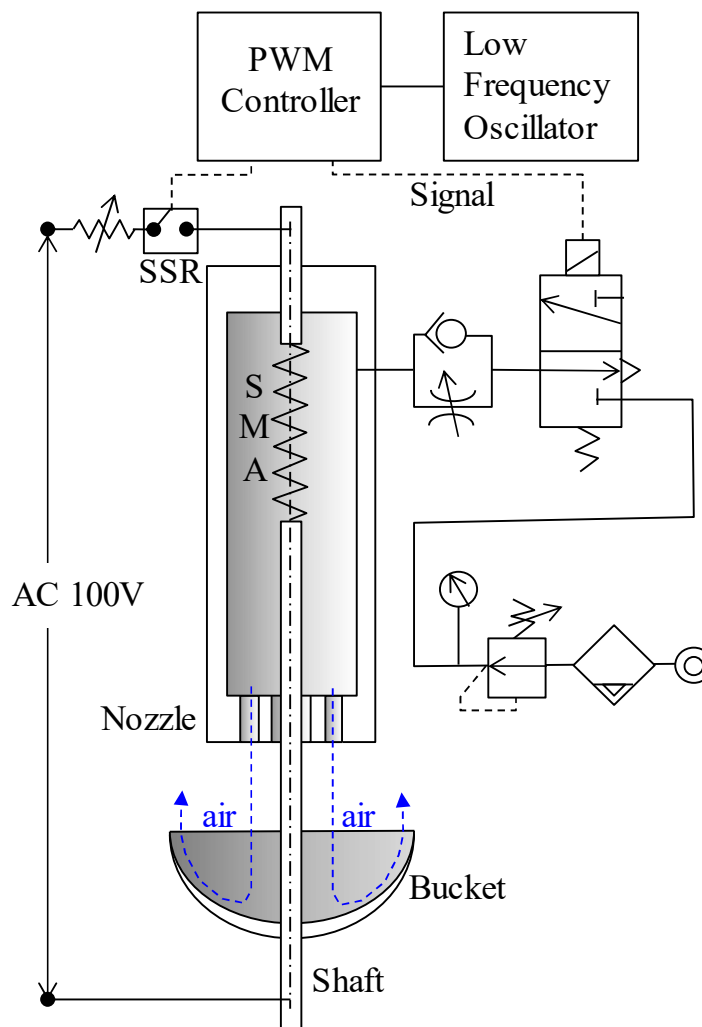 PWM
Controller
Low
Frequency
Oscillator
Signal
SSR
S
M
A
AC 100V
Nozzle
air
air
Bucket
Shaft